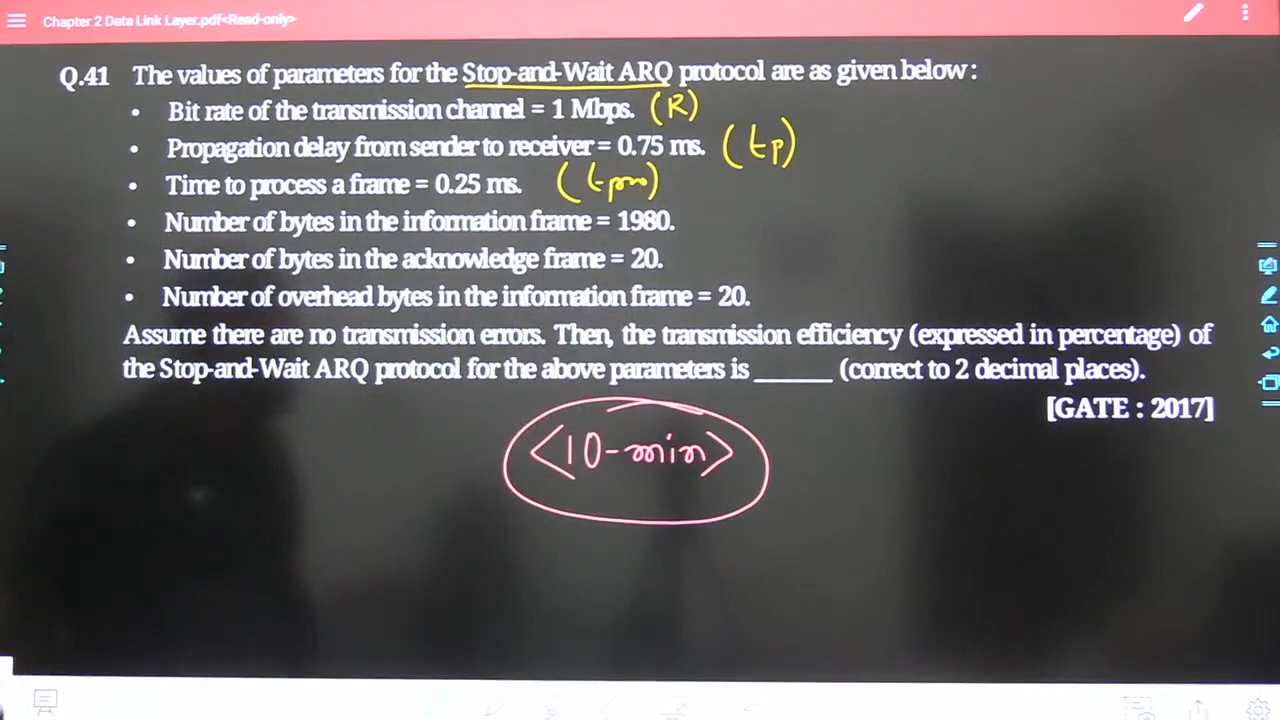 Chapter 2 Data Link Layer.pdf<Read-only>
Q.41 The values of parameters for the Stop-and-Wait ARQ protocol are as given below :
• Bit rate of the transmission channel = 1 Mbps. (R)
• Propagation delay from sender to receiver = 0.75 ms. (tp)
• Time to process a frame = 0.25 ms. (tpro)
• Number of bytes in the information frame = 1980.
• Number of bytes in the acknowledge frame = 20.
• Number of overhead bytes in the information frame = 20.
Assume there are no transmission errors. Then, the transmission efficiency (expressed in percentage) of
the Stop-and-Wait ARQ protocol for the above parameters is ______ (correct to 2 decimal places).
[GATE : 2017]
<10-min>